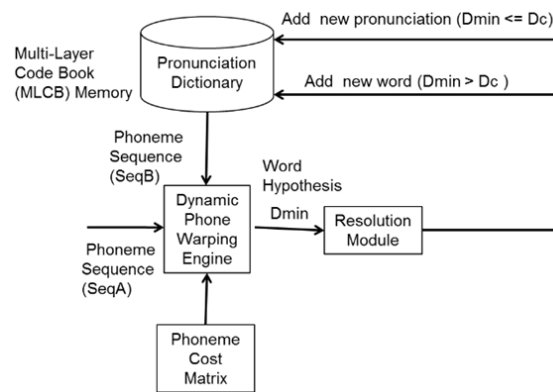 Add new pronunciation (Dmin <= Dc)
Multi-Layer
Code Book
(MLCB) Memory
Pronunciation
Dictionary
Add new word (Dmin > Dc )
Phoneme
Sequence
(SeqB)
Word
Hypothesis
Dmin
Dynamic
Phone
Warping
Engine
Resolution
Module
Phoneme
Sequence
(SeqA)
Phoneme
Cost
Matrix